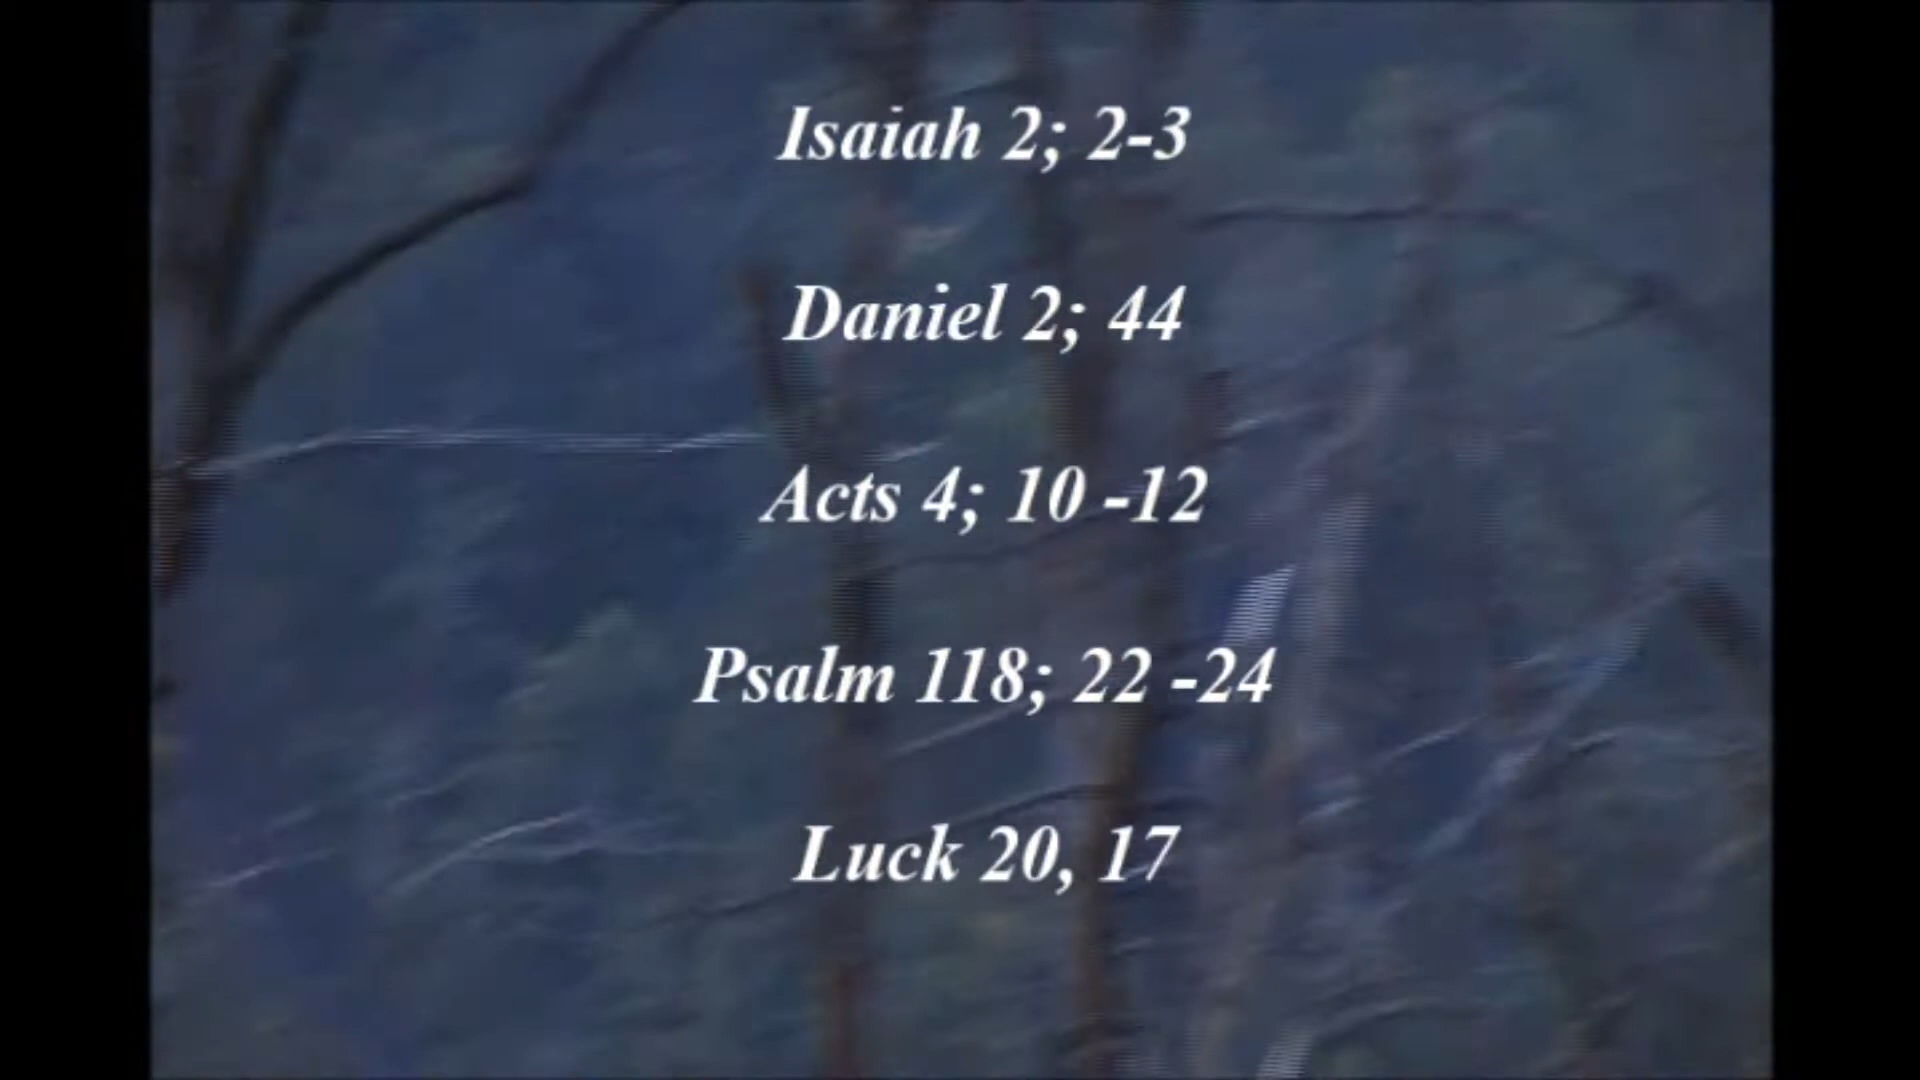 Isaiah 2; 2-3
Daniel 2; 44
Acts 4; 10 -12
Psalm 118; 22 -24
Luck 20, 17